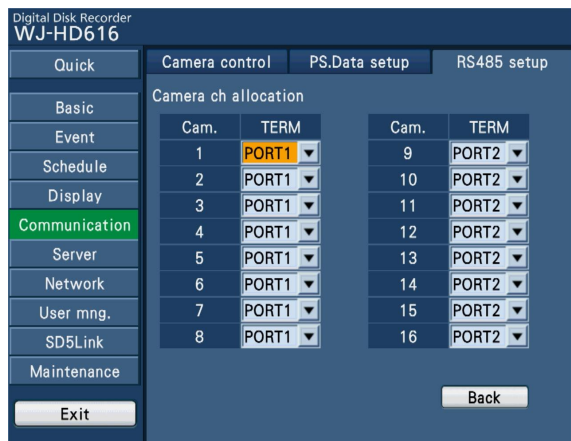 Digital Disk Recorder
WJ-HD616
Quick
Basic
Event
Schedule
Display
Communication
Server
Network
User mng.
SD5Link
Maintenance
Exit
Camera control PS.Data setup RS485 setup
Camera ch allocation
Cam. TERM Cam. TERM
1 PORT1 9 PORT2
2 PORT1 10 PORT2
3 PORT1 11 PORT2
4 PORT1 12 PORT2
5 PORT1 13 PORT2
6 PORT1 14 PORT2
7 PORT1 15 PORT2
8 PORT1 16 PORT2
Back